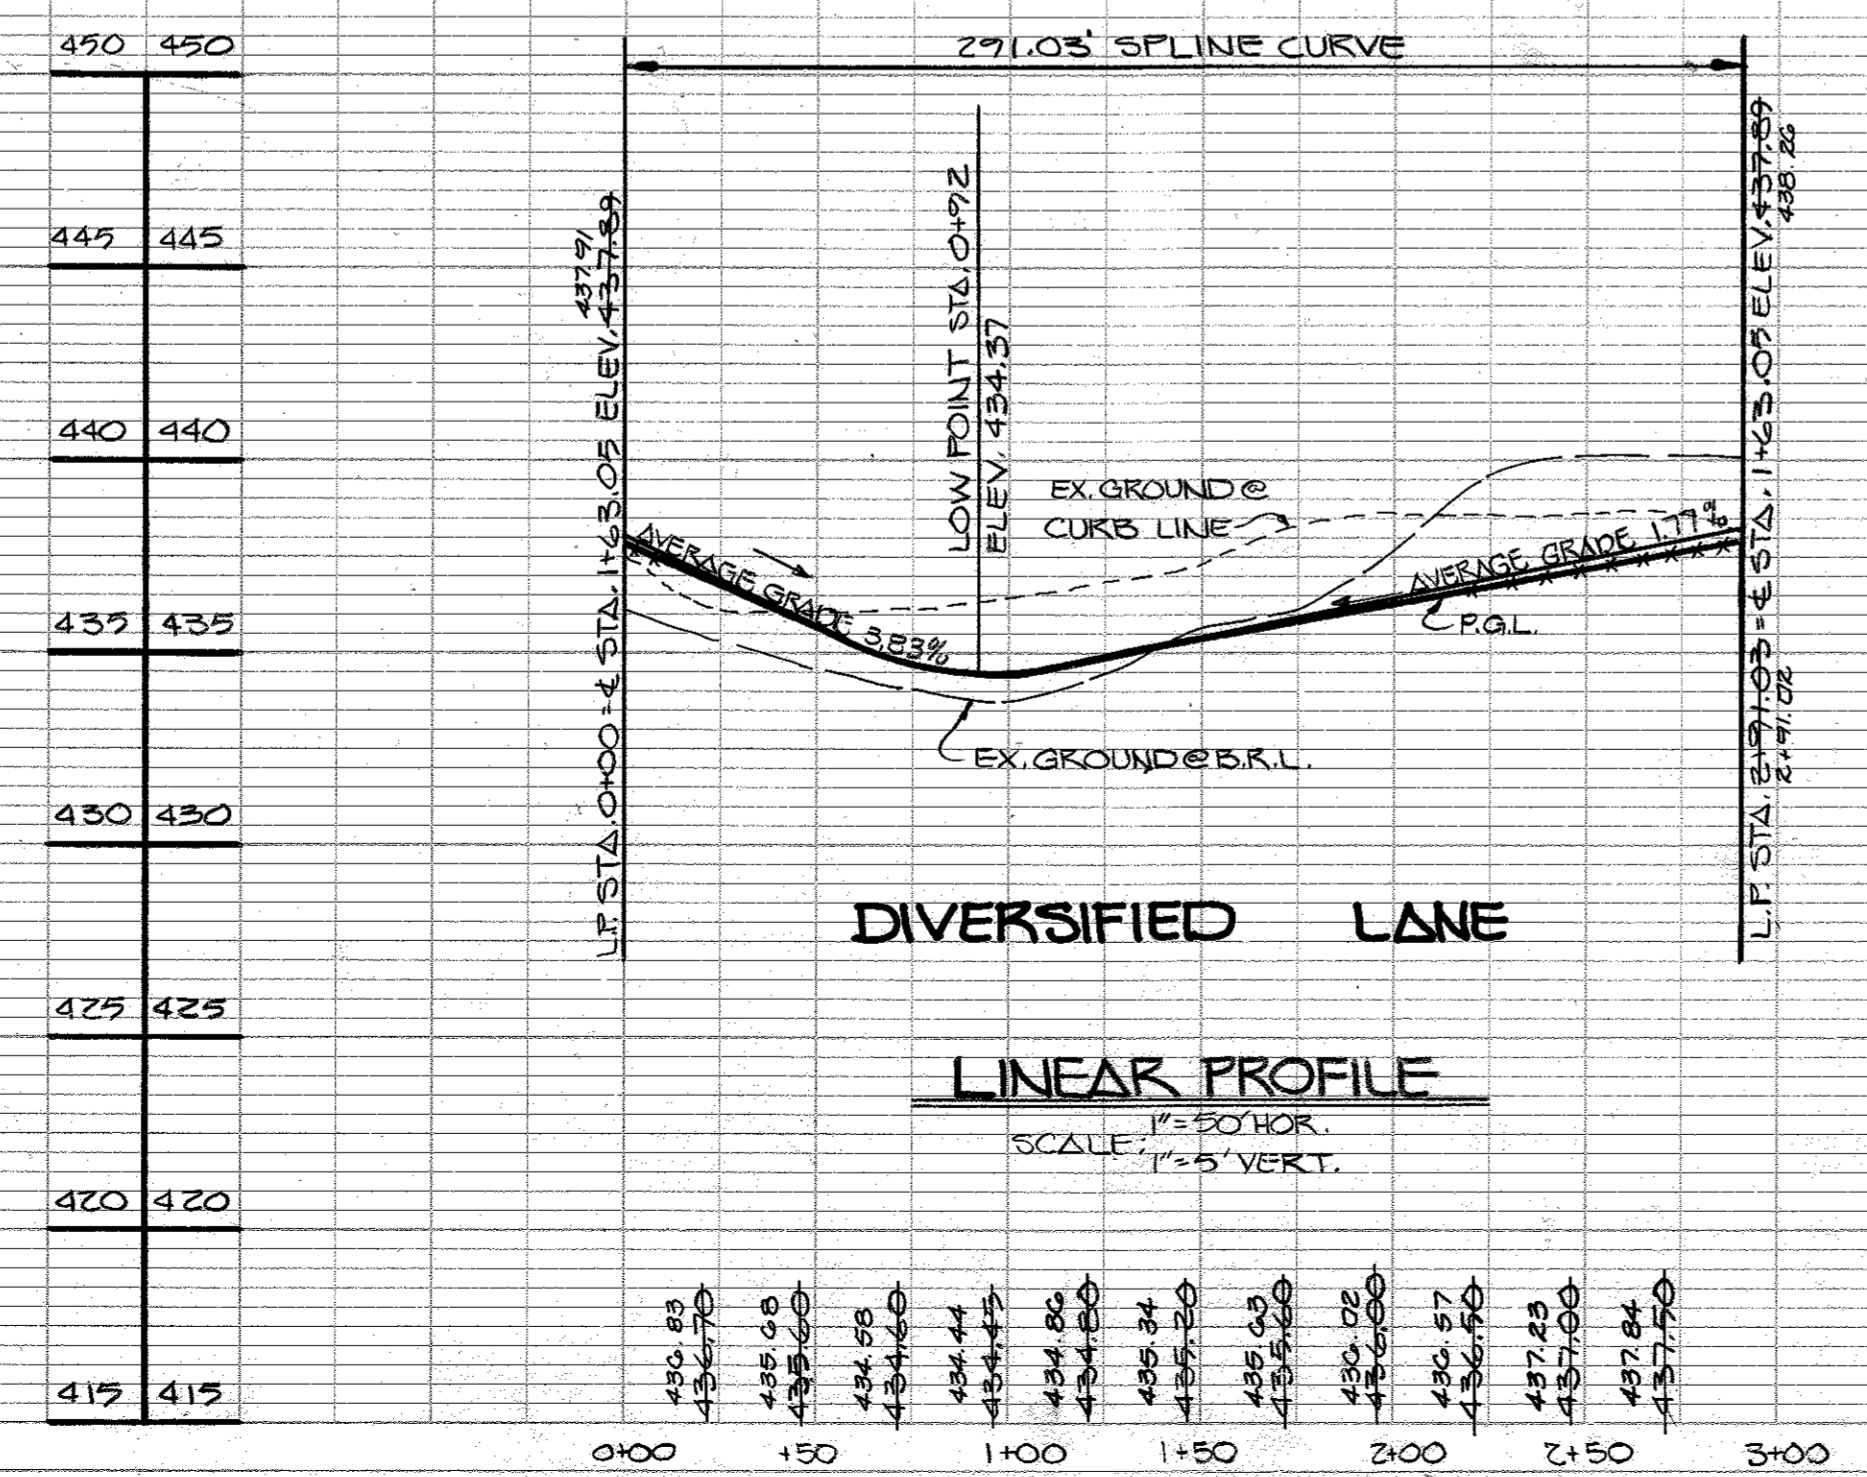 291.03' SPLINE CURVE
450 450
445 445
440 440
435 435
430 430
425 425
420 420
415 415
L.P. STA. 0+00 = ℄ STA. 1+63.05 ELEV. 437.89
437.91
LOW POINT STA. 0+92
ELEV. 434.37
L.P. STA. 2+91.03 = ℄ STA. 1+63.05 ELEV. 437.89
2+91.02
438.26
AVERAGE GRADE 3.83%
EX. GROUND @
CURB LINE
AVERAGE GRADE 1.77%
P.G.L.
EX. GROUND @ B.R.L.
DIVERSIFIED LANE
LINEAR PROFILE
SCALE:
1"=50' HOR.
1"=5' VERT.
436.83
436.70
435.68
435.60
434.58
434.60
434.44
434.45
434.86
434.80
435.34
435.20
435.63
435.60
436.02
436.00
436.57
436.50
437.23
437.00
437.84
437.50
0+00 +50 1+00 1+50 2+00 2+50 3+00